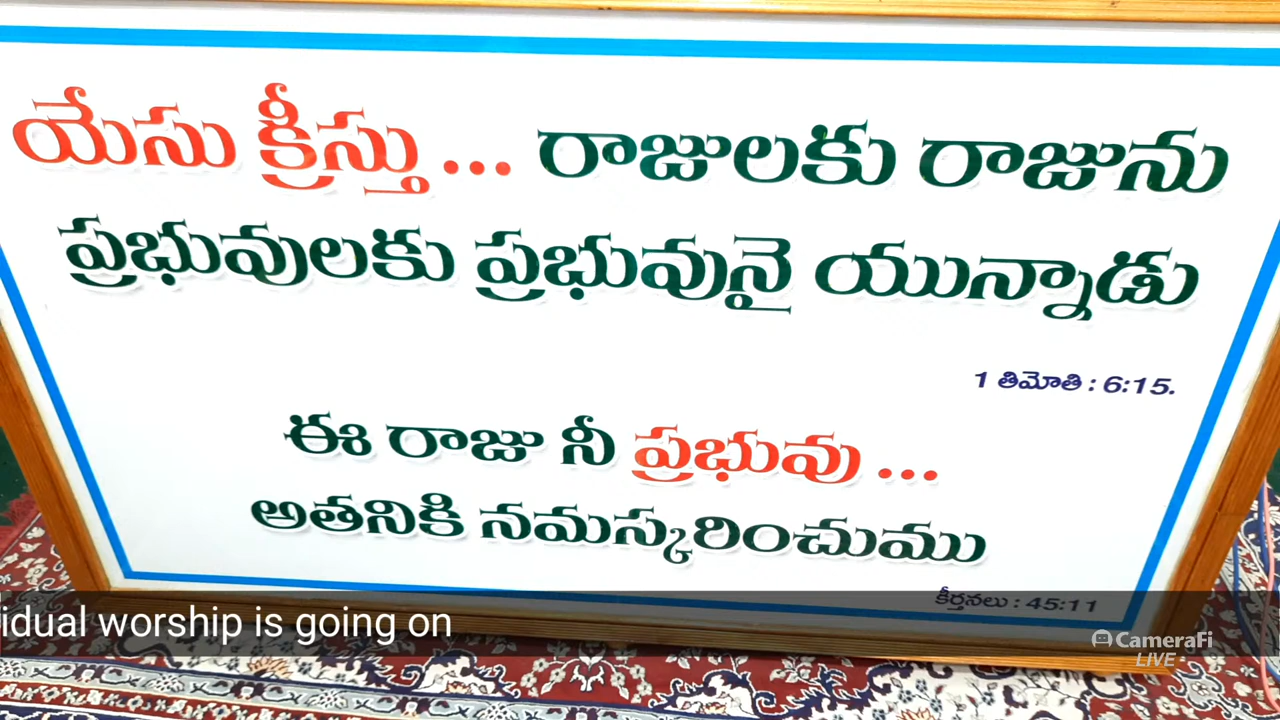 యేసు క్రీస్తు... రాజులకు రాజును
ప్రభువులకు ప్రభువునై యున్నాడు
1 తిమోతి : 6:15.
ఈ రాజు నీ ప్రభువు...
అతనికి నమస్కరించుము
కీర్తనలు : 45:11
idual worship is going on
CameraFi
LIVE